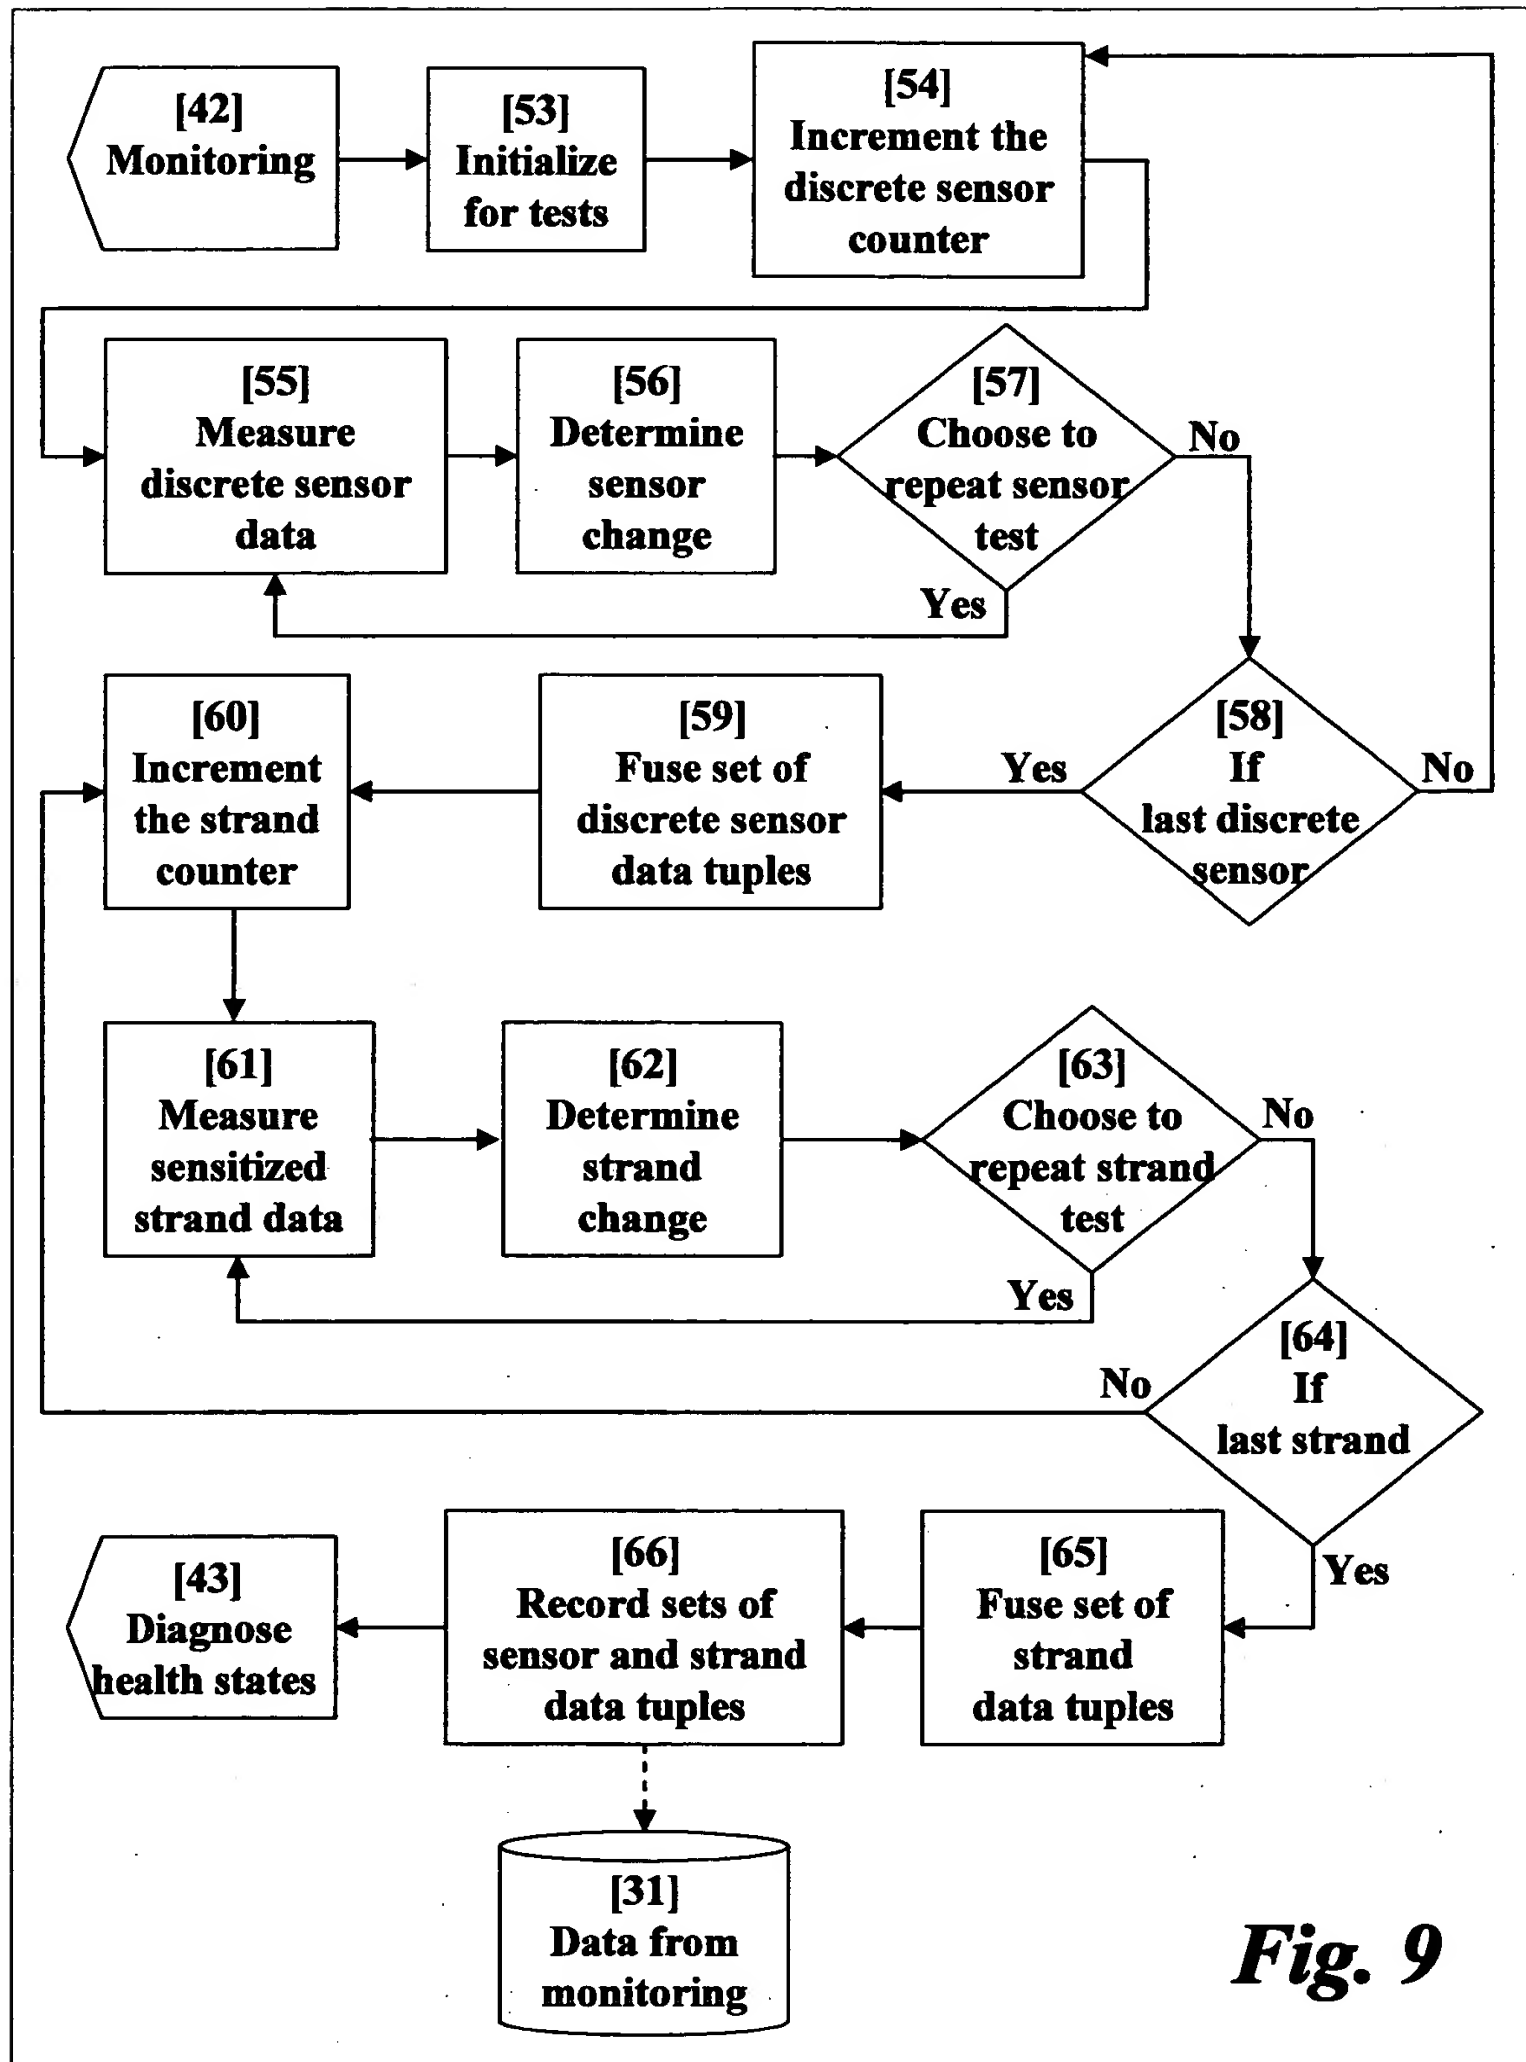 [42]
Monitoring
[53]
Initialize
for tests
[54]
Increment the
discrete sensor
counter
[55]
Measure
discrete sensor
data
[56]
Determine
sensor
change
[57]
Choose to
repeat sensor
test
No
Yes
[60]
Increment
the strand
counter
[59]
Fuse set of
discrete sensor
data tuples
Yes
[58]
If
last discrete
sensor
No
[61]
Measure
sensitized
strand data
[62]
Determine
strand
change
[63]
Choose to
repeat strand
test
No
Yes
No
[64]
If
last strand
Yes
[43]
Diagnose
health states
[66]
Record sets of
sensor and strand
data tuples
[65]
Fuse set of
strand
data tuples
[31]
Data from
monitoring
Fig. 9